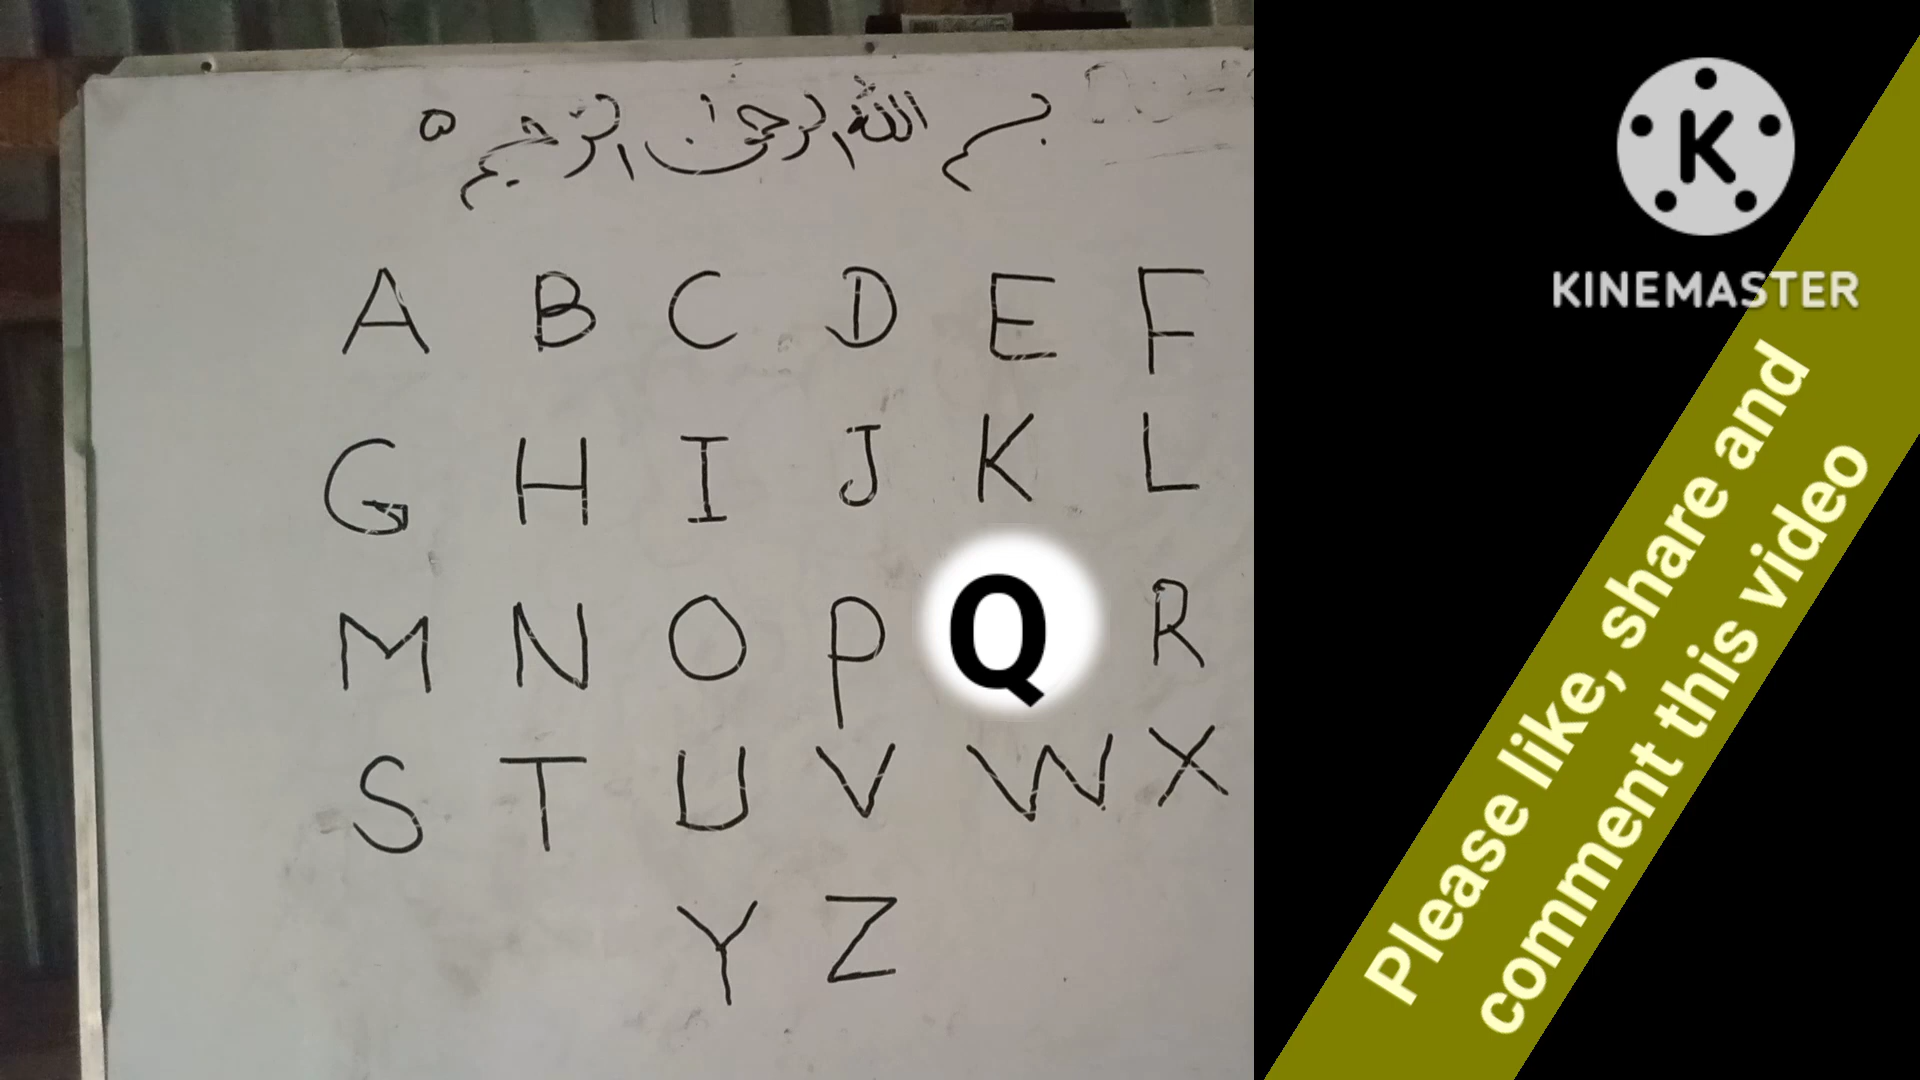 بسم الله الرحمن الرحيم ه
A B C D E F
G H I J K L
M N O P Q R
S T U V W X
Y Z
K
KINEMASTER
Please like, share and
comment this video